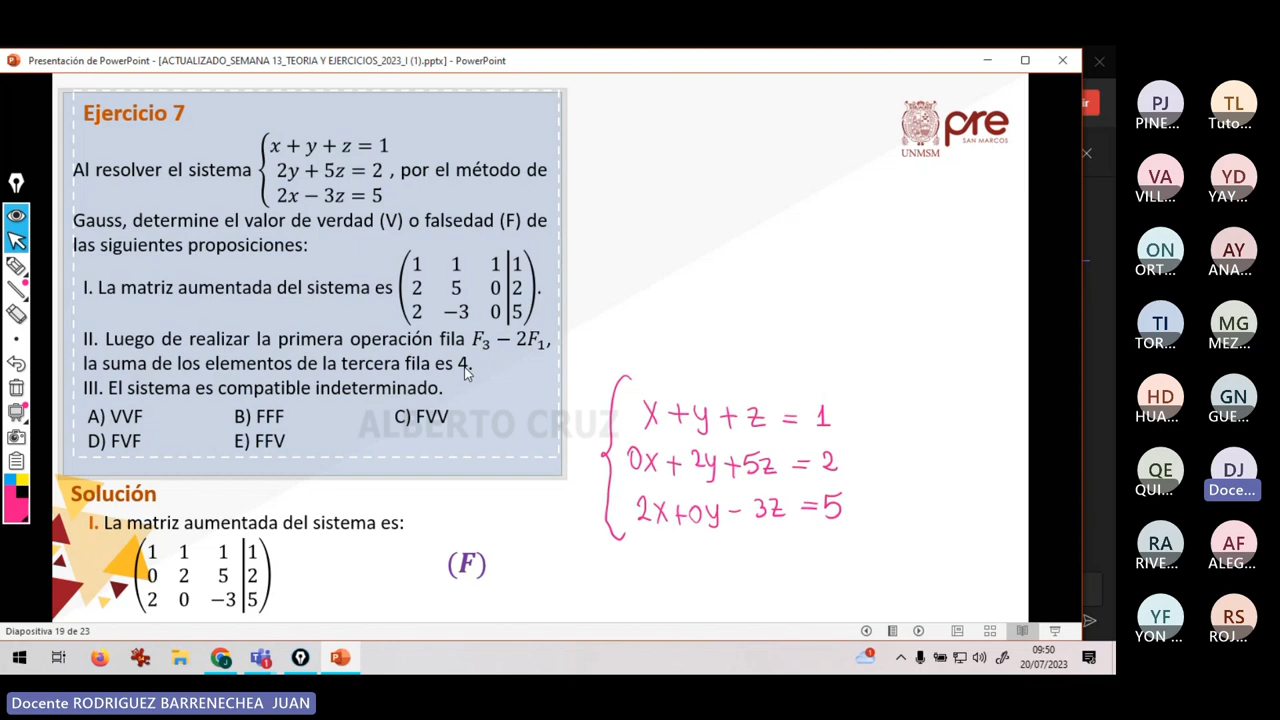 Presentación de PowerPoint - [ACTUALIZADO_SEMANA 13_TEORIA Y EJERCICIOS_2023_I (1).pptx] - PowerPoint
Ejercicio 7
Al resolver el sistema { x + y + z = 1
2y + 5z = 2 , por el método de
2x − 3z = 5
Gauss, determine el valor de verdad (V) o falsedad (F) de
las siguientes proposiciones:
I. La matriz aumentada del sistema es ( 1 1 1 | 1
2 5 0 | 2
2 −3 0 | 5 ).
II. Luego de realizar la primera operación fila F₃ − 2F₁,
la suma de los elementos de la tercera fila es 4.
III. El sistema es compatible indeterminado.
A) VVF B) FFF C) FVV
D) FVF E) FFV
ALBERTO CRUZ
UNMSM
pre
SAN MARCOS
x + y + z = 1
0x + 2y + 5z = 2
2x + 0y − 3z = 5
Solución
I. La matriz aumentada del sistema es:
( 1 1 1 | 1
0 2 5 | 2
2 0 −3 | 5 )
(F)
Diapositiva 19 de 23
09:50
20/07/2023
Docente RODRIGUEZ BARRENECHEA JUAN
PJ
PINE...
TL
Tuto...
VA
VILL...
YD
YAY...
ON
ORT...
AY
ANA...
TI
TOR...
MG
MEZ...
HD
HUA...
GN
GUE...
QE
QUI...
DJ
Doce...
RA
RIVE...
AF
ALEG...
YF
YON ...
RS
ROJ...